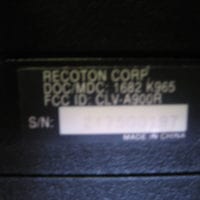 RECOTON CORP
DOC/MDC: 1682 K965
FCC ID: CLV-A900R
S/N:
MADE IN CHINA